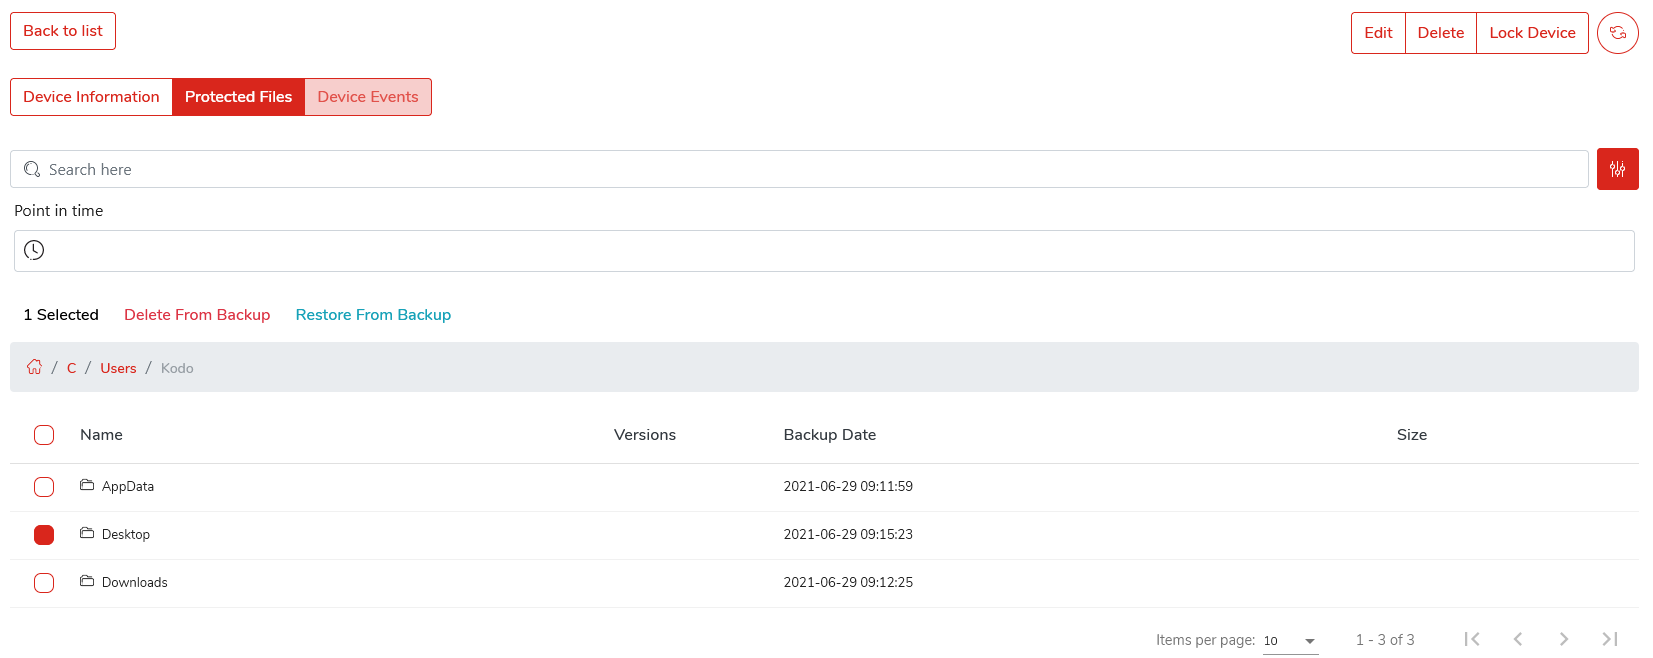 Back to list
Edit Delete Lock Device
Device Information Protected Files Device Events
Search here
Point in time
1 Selected Delete From Backup Restore From Backup
/ C / Users / Kodo
Name Versions Backup Date Size
AppData 2021-06-29 09:11:59
Desktop 2021-06-29 09:15:23
Downloads 2021-06-29 09:12:25
Items per page: 10 1 - 3 of 3